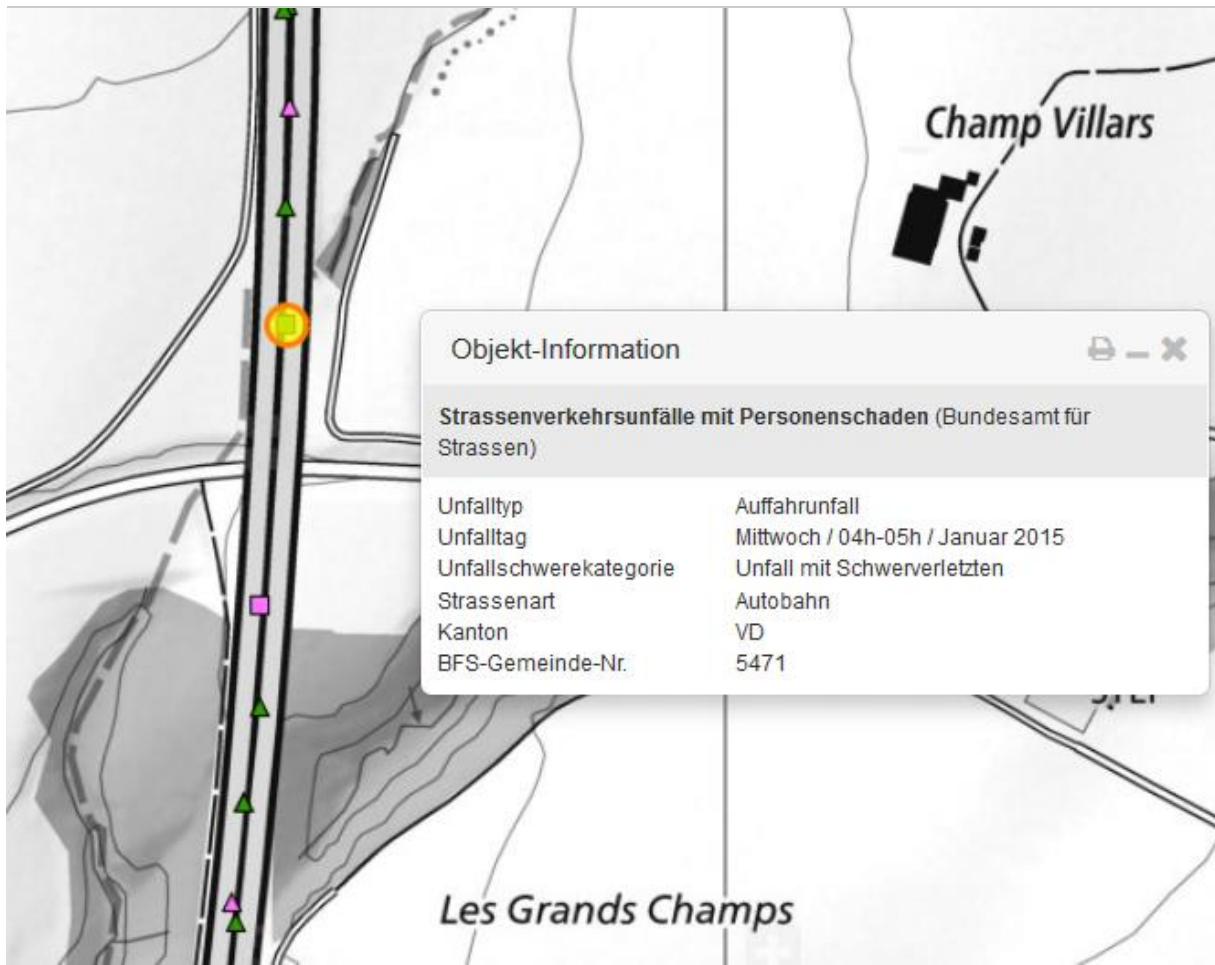 Champ Villars
Objekt-Information
Strassenverkehrsunfälle mit Personenschaden (Bundesamt für
Strassen)
Unfalltyp Auffahrunfall
Unfalltag Mittwoch / 04h-05h / Januar 2015
Unfallschwerekategorie Unfall mit Schwerverletzten
Strassenart Autobahn
Kanton VD
BFS-Gemeinde-Nr. 5471
Les Grands Champs